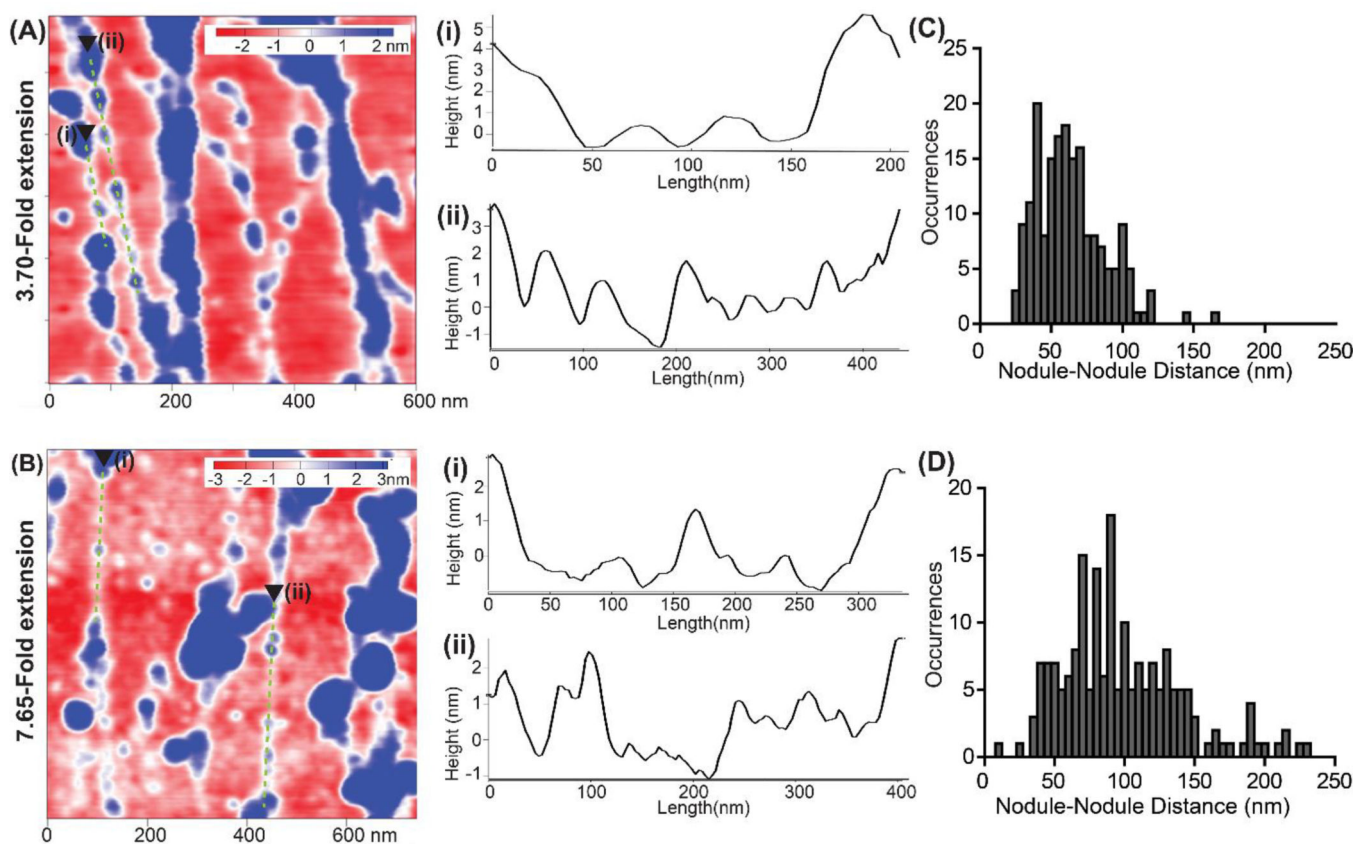 (A)
3.70-Fold extension
(ii)
(i)
-2 -1 0 1 2 nm
0 200 400 600 nm
(i)
Height (nm)
5
4
3
2
1
0
0 50 100 150 200
Length(nm)
(ii)
Height (nm)
3
2
1
0
-1
0 100 200 300 400
Length(nm)
(C)
Occurrences
25
20
15
10
5
0
0 50 100 150 200 250
Nodule-Nodule Distance (nm)
(B)
7.65-Fold extension
(i)
(ii)
-3 -2 -1 0 1 2 3nm
0 200 400 600 nm
(i)
Height (nm)
2
1
0
0 50 100 150 200 250 300
Length(nm)
(ii)
Height (nm)
2
1
0
-1
0 100 200 300 400
Length(nm)
(D)
Occurrences
20
15
10
5
0
0 50 100 150 200 250
Nodule-Nodule Distance (nm)